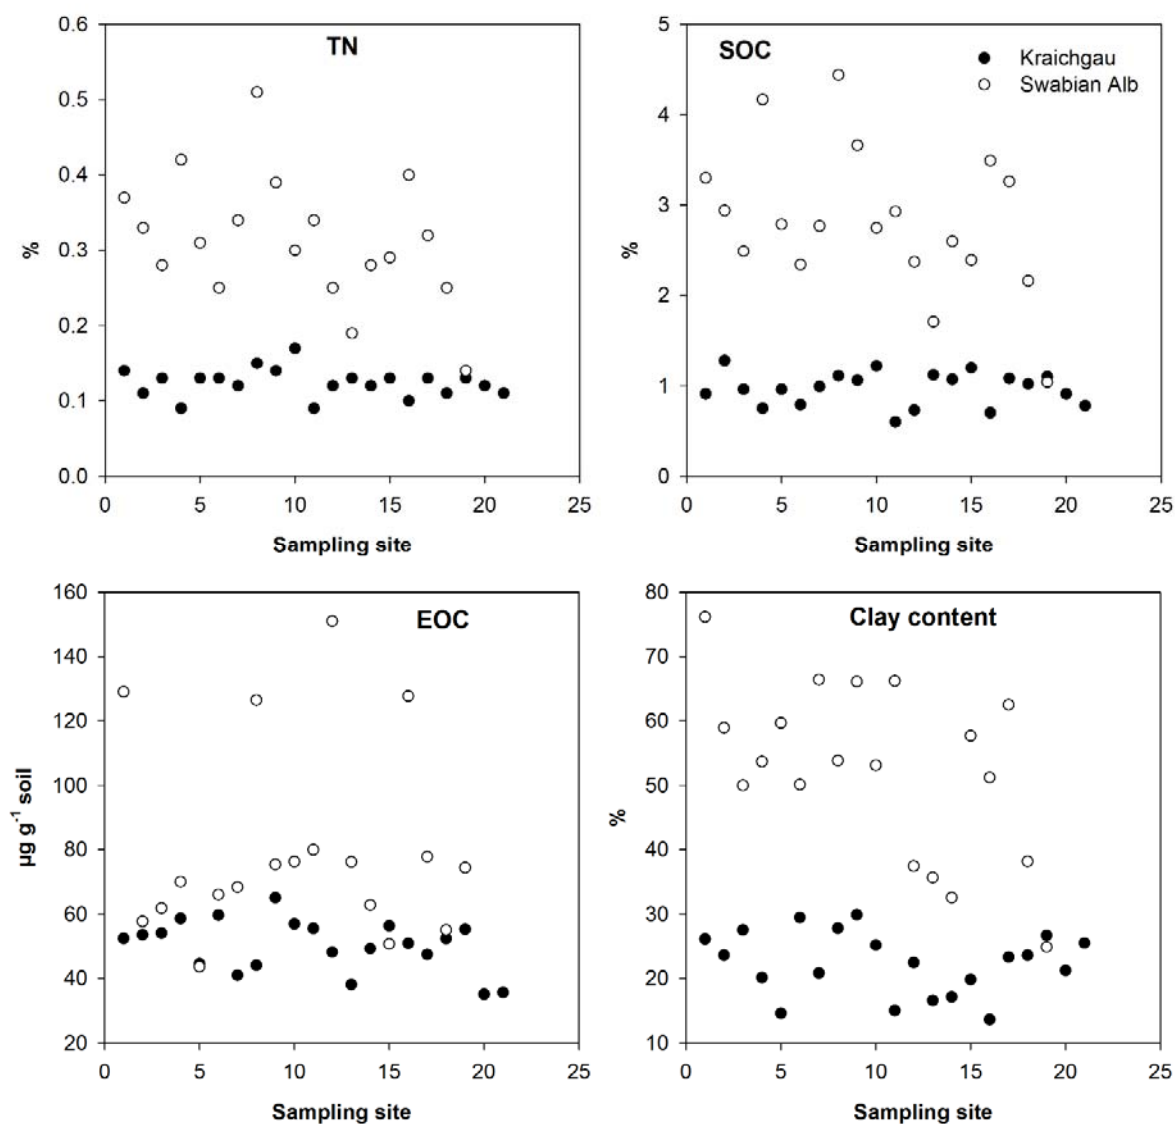 TN
0.6
0.5
0.4
0.3
0.2
0.1
0.0
%
0 5 10 15 20 25
Sampling site
SOC
Kraichgau
Swabian Alb
5
4
3
2
1
0
%
0 5 10 15 20 25
Sampling site
EOC
160
140
120
100
80
60
40
20
µg g⁻¹ soil
0 5 10 15 20 25
Sampling site
Clay content
80
70
60
50
40
30
20
10
%
0 5 10 15 20 25
Sampling site